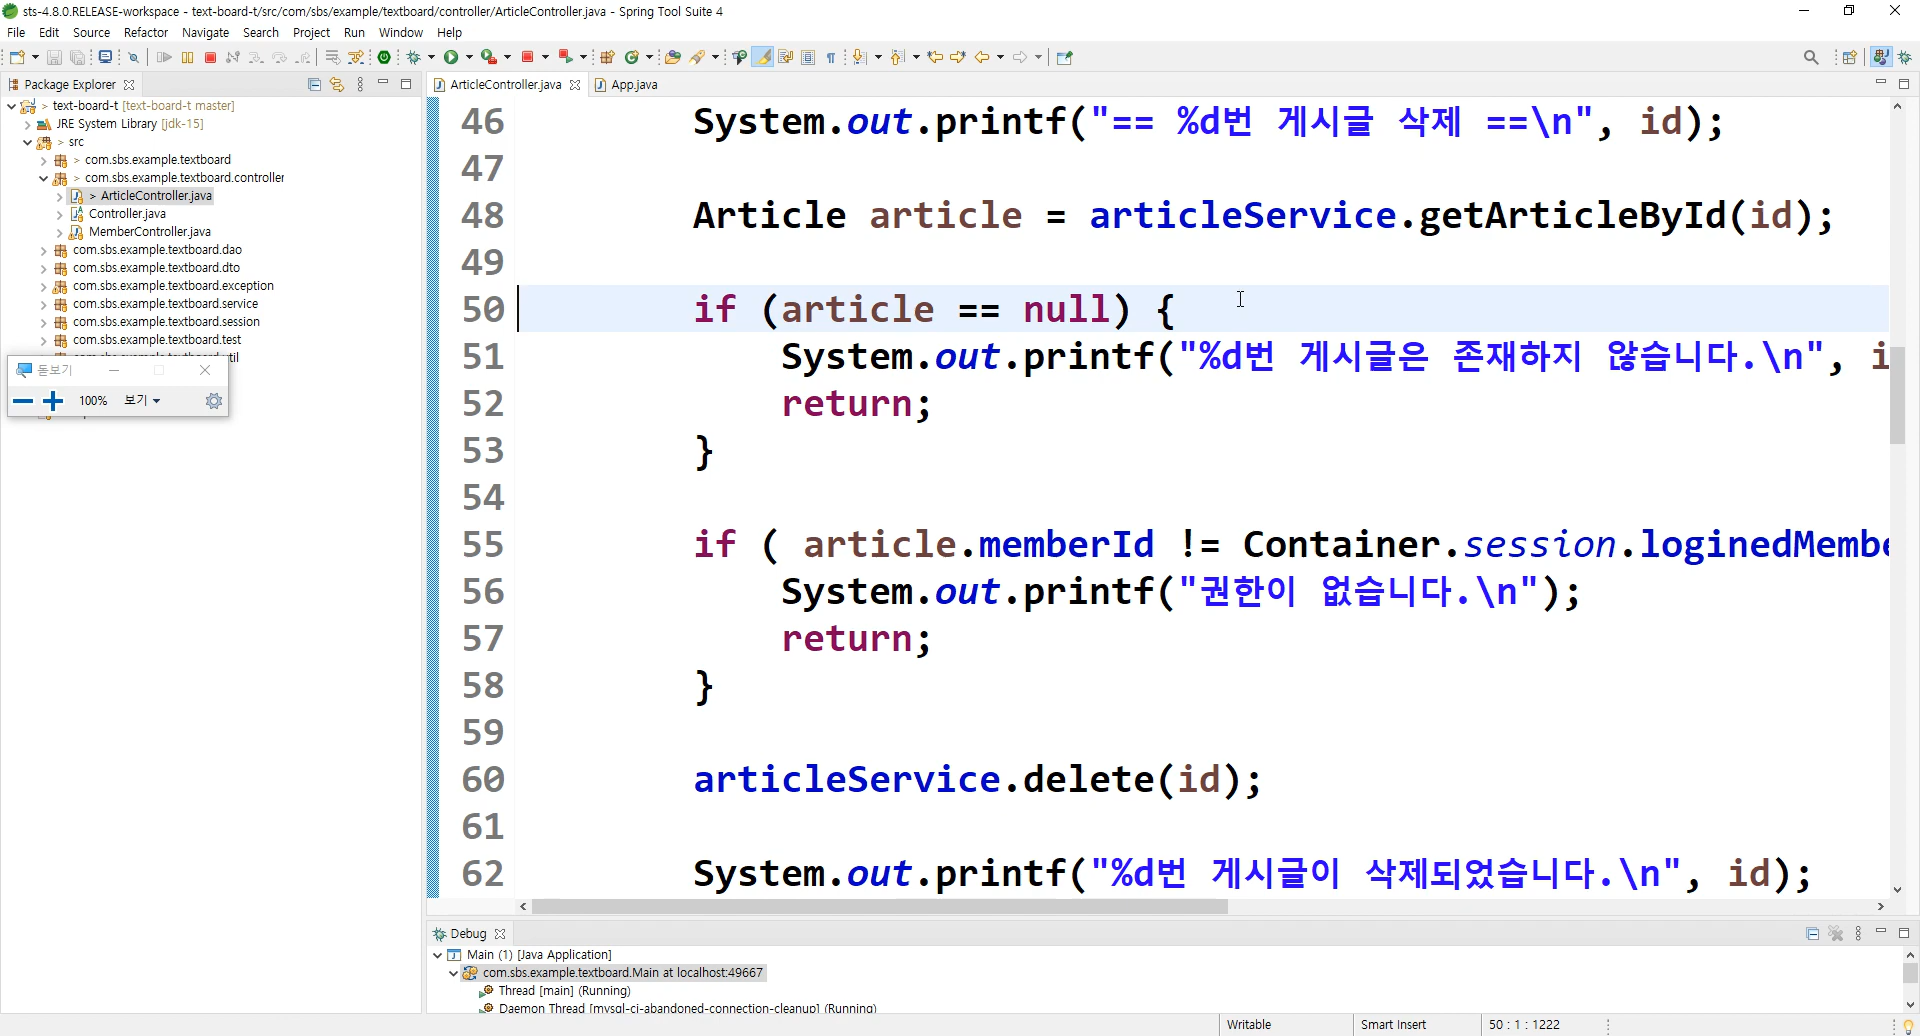 sts-4.8.0.RELEASE-workspace - text-board-t/src/com/sbs/example/textboard/controller/ArticleController.java - Spring Tool Suite 4
File Edit Source Refactor Navigate Search Project Run Window Help
Package Explorer
> text-board-t [text-board-t master]
JRE System Library [jdk-15]
> src
> com.sbs.example.textboard
> com.sbs.example.textboard.controller
> ArticleController.java
Controller.java
MemberController.java
com.sbs.example.textboard.dao
com.sbs.example.textboard.dto
com.sbs.example.textboard.exception
com.sbs.example.textboard.service
com.sbs.example.textboard.session
com.sbs.example.textboard.test
돋보기
100% 보기
ArticleController.java App.java
46 System.out.printf("== %d번 게시글 삭제 ==\n", id);
47
48 Article article = articleService.getArticleById(id);
49
50 if (article == null) {
51 System.out.printf("%d번 게시글은 존재하지 않습니다.\n", i
52 return;
53 }
54
55 if ( article.memberId != Container.session.loginedMembe
56 System.out.printf("권한이 없습니다.\n");
57 return;
58 }
59
60 articleService.delete(id);
61
62 System.out.printf("%d번 게시글이 삭제되었습니다.\n", id);
Debug
Main (1) [Java Application]
com.sbs.example.textboard.Main at localhost:49667
Thread [main] (Running)
Daemon Thread [mysql-cj-abandoned-connection-cleanup] (Running)
Writable Smart Insert 50 : 1 : 1222